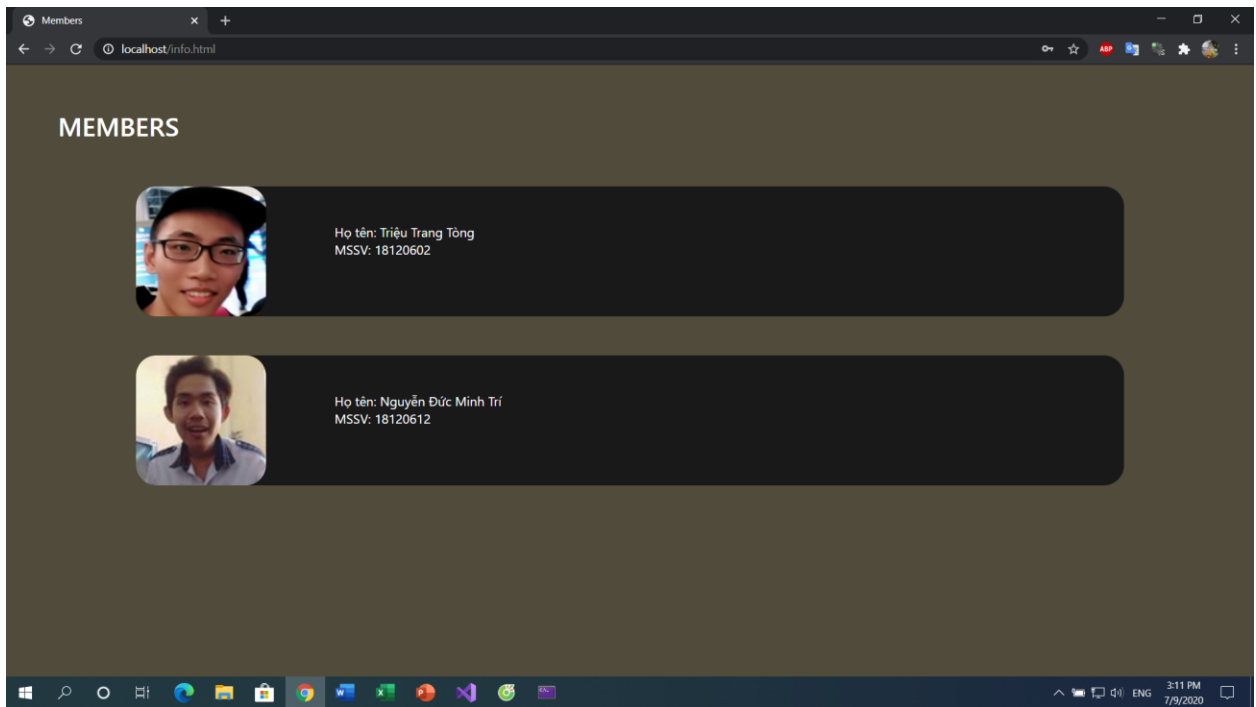 Members
localhost/info.html
ABP
MEMBERS
Họ tên: Triệu Trang Tòng
MSSV: 18120602
Họ tên: Nguyễn Đức Minh Trí
MSSV: 18120612
ENG
3:11 PM
7/9/2020